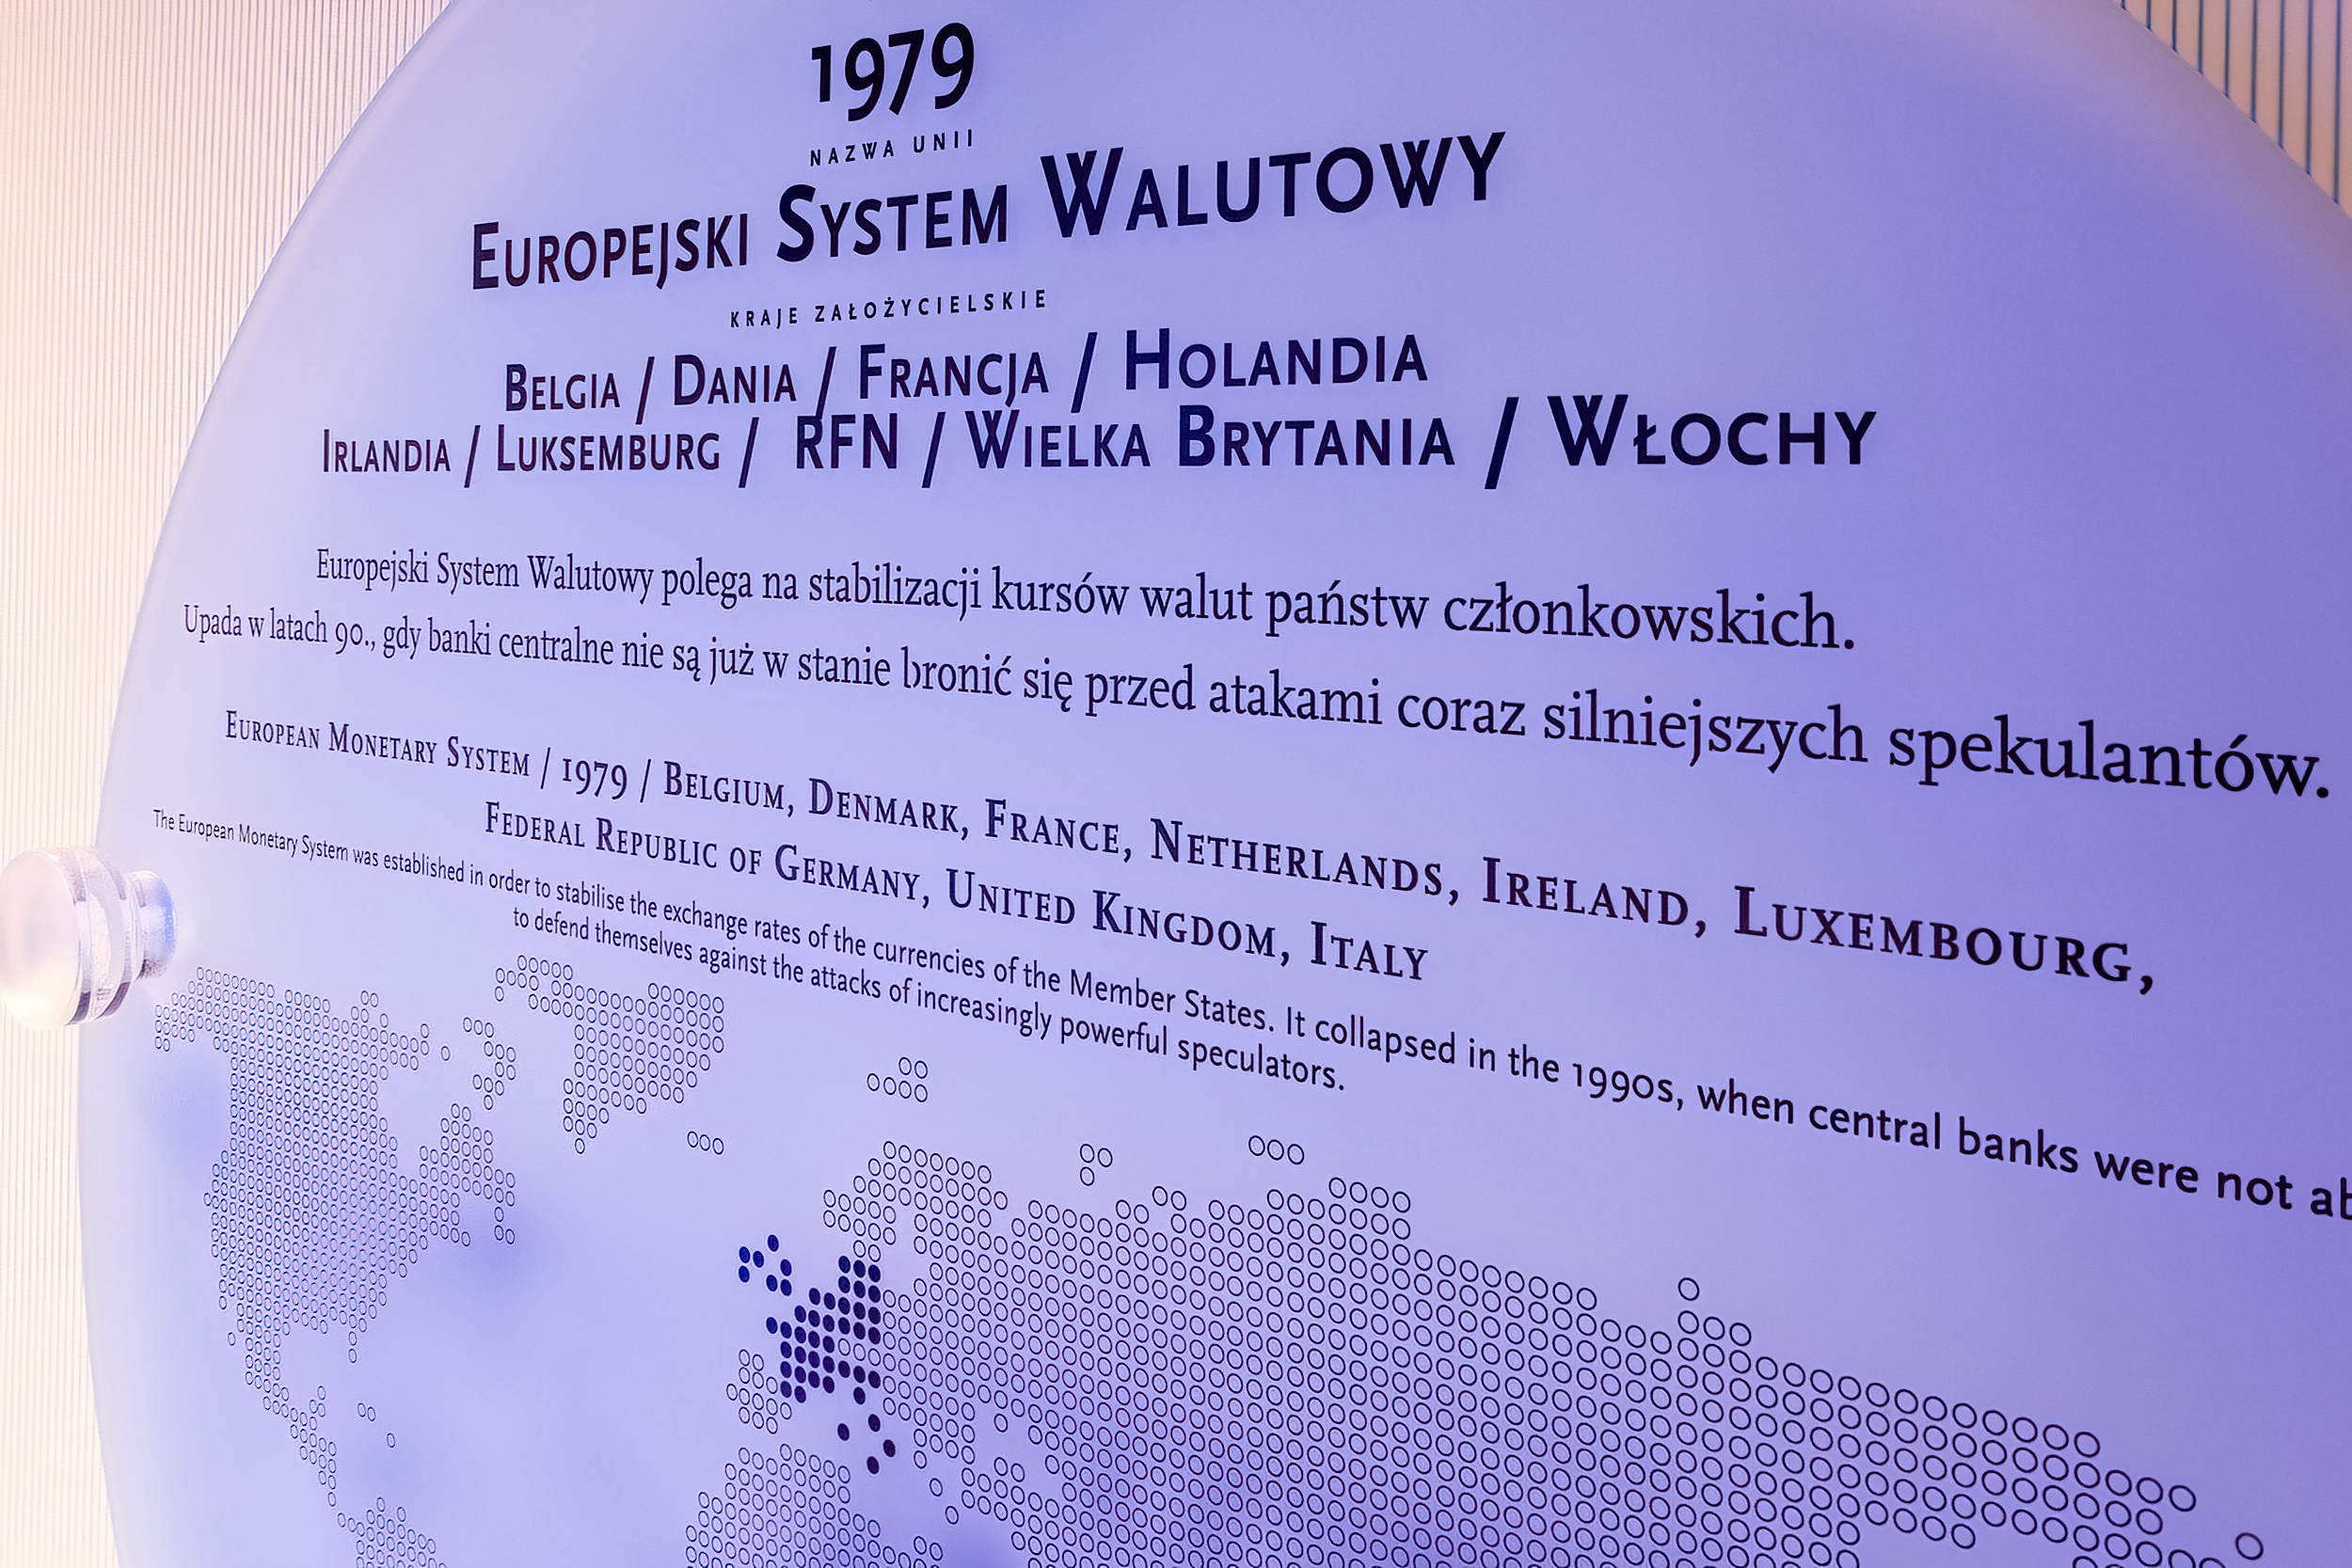 1979
NAZWA UNII
EUROPEJSKI SYSTEM WALUTOWY
KRAJE ZAŁOŻYCIELSKIE
BELGIA / DANIA / FRANCJA / HOLANDIA
IRLANDIA / LUKSEMBURG / RFN / WIELKA BRYTANIA / WŁOCHY
Europejski System Walutowy polega na stabilizacji kursów walut państw członkowskich.
Upada w latach 90., gdy banki centralne nie są już w stanie bronić się przed atakami coraz silniejszych spekulantów.
EUROPEAN MONETARY SYSTEM / 1979 / BELGIUM, DENMARK, FRANCE, NETHERLANDS, IRELAND, LUXEMBOURG,
FEDERAL REPUBLIC OF GERMANY, UNITED KINGDOM, ITALY
The European Monetary System was established in order to stabilise the exchange rates of the currencies of the Member States. It collapsed in the 1990s, when central banks were not
to defend themselves against the attacks of increasingly powerful speculators.